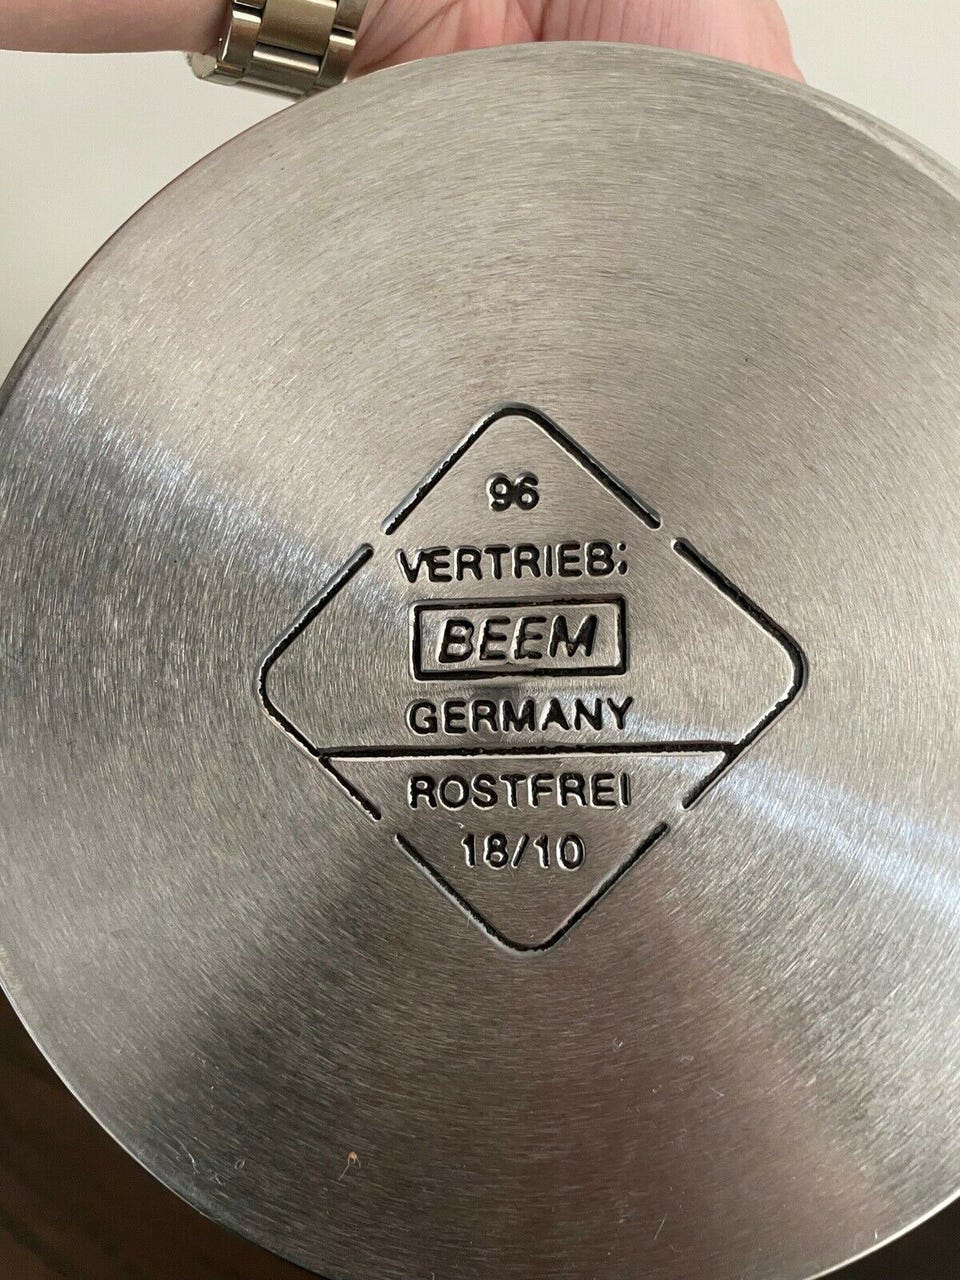 96
VERTRIEB:
BEEM
GERMANY
ROSTFREI
18/10